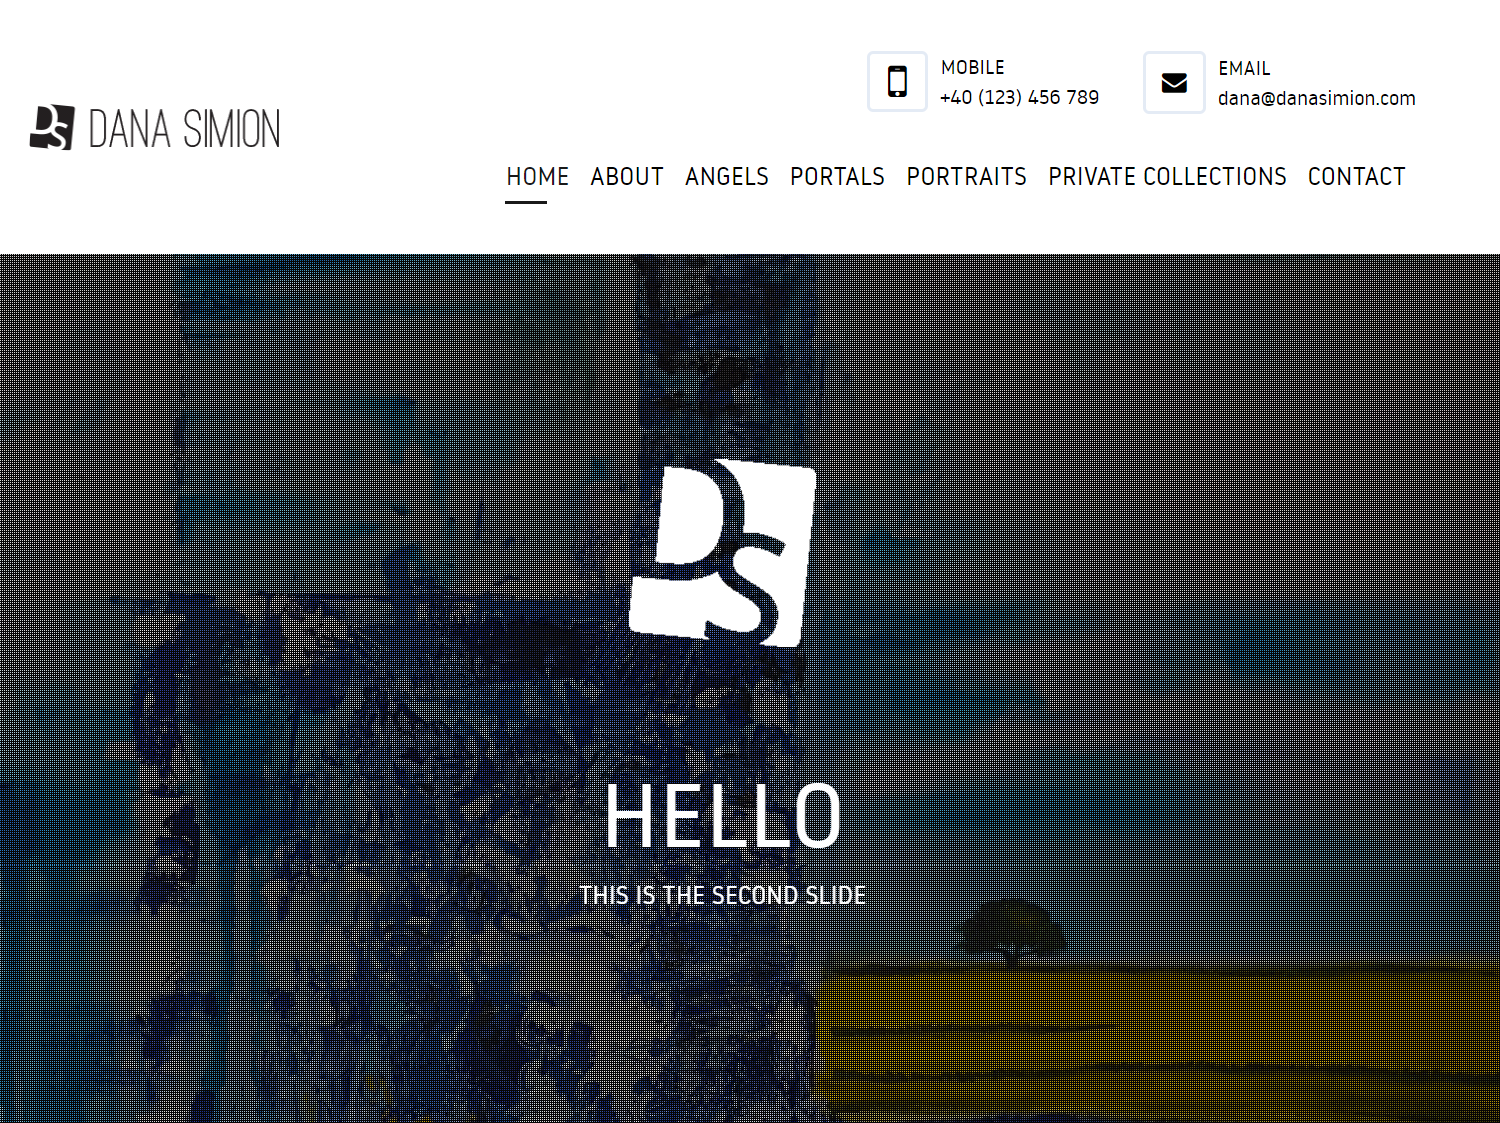 MOBILE
+40 (123) 456 789
EMAIL
dana@danasimion.com
DS DANA SIMION
HOME ABOUT ANGELS PORTALS PORTRAITS PRIVATE COLLECTIONS CONTACT
DS
HELLO
THIS IS THE SECOND SLIDE